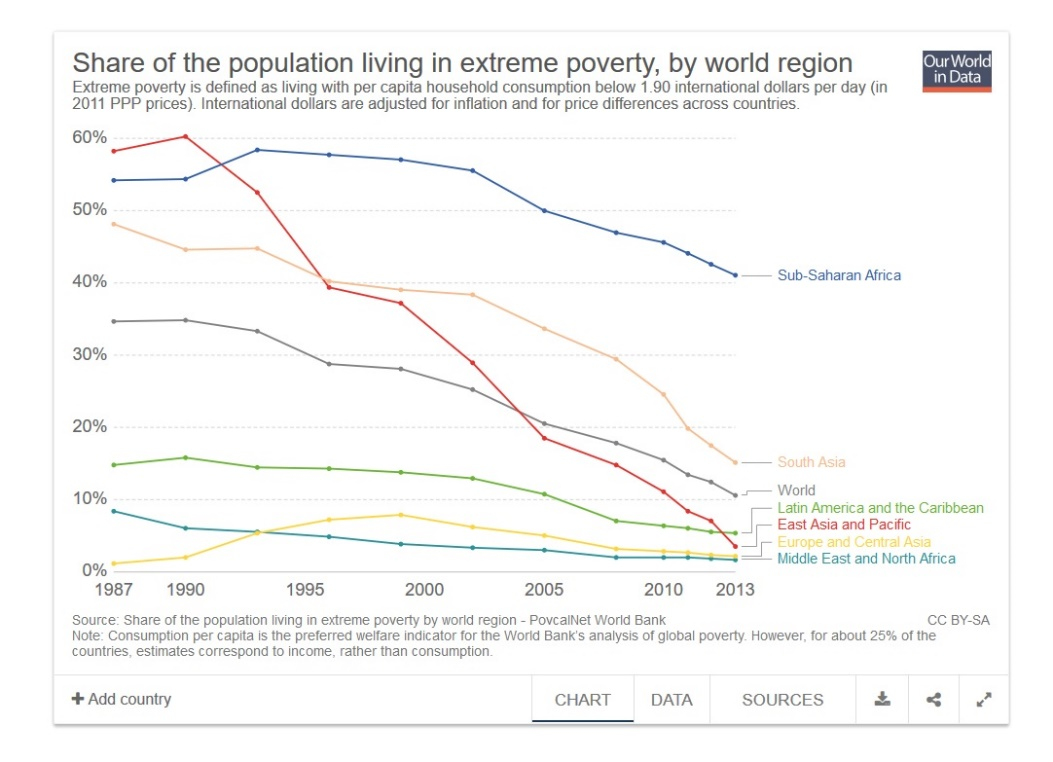 Share of the population living in extreme poverty, by world region
Our World
in Data
Extreme poverty is defined as living with per capita household consumption below 1.90 international dollars per day (in
2011 PPP prices). International dollars are adjusted for inflation and for price differences across countries.
60%
50%
40%
30%
20%
10%
0%
Sub-Saharan Africa
South Asia
World
Latin America and the Caribbean
East Asia and Pacific
Europe and Central Asia
Middle East and North Africa
1987 1990 1995 2000 2005 2010 2013
Source: Share of the population living in extreme poverty by world region - PovcalNet World Bank
CC BY-SA
Note: Consumption per capita is the preferred welfare indicator for the World Bank's analysis of global poverty. However, for about 25% of the
countries, estimates correspond to income, rather than consumption.
+ Add country
CHART
DATA
SOURCES